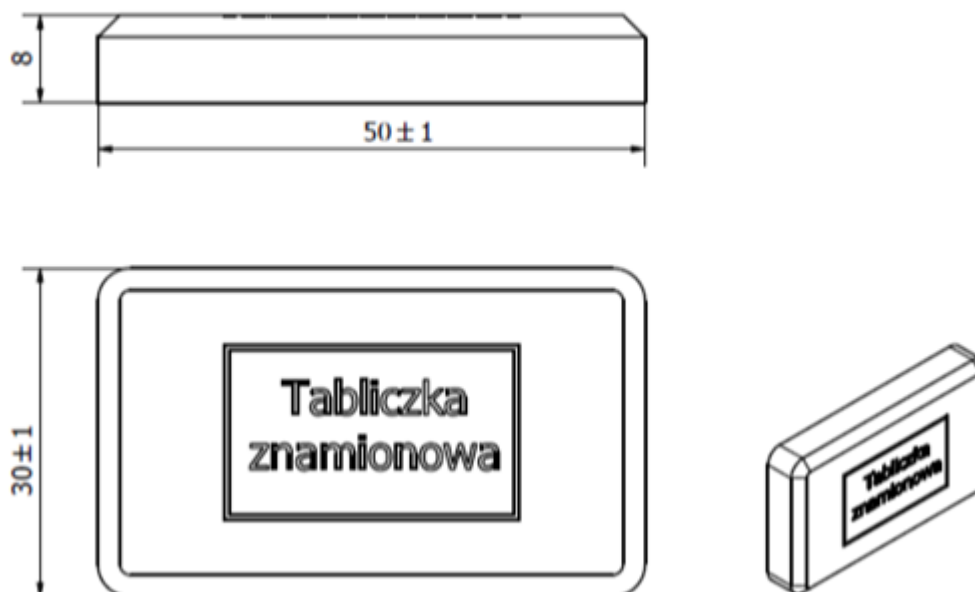 8
50 ± 1
30 ± 1
Tabliczka
znamionowa
Tabliczka
znamionowa